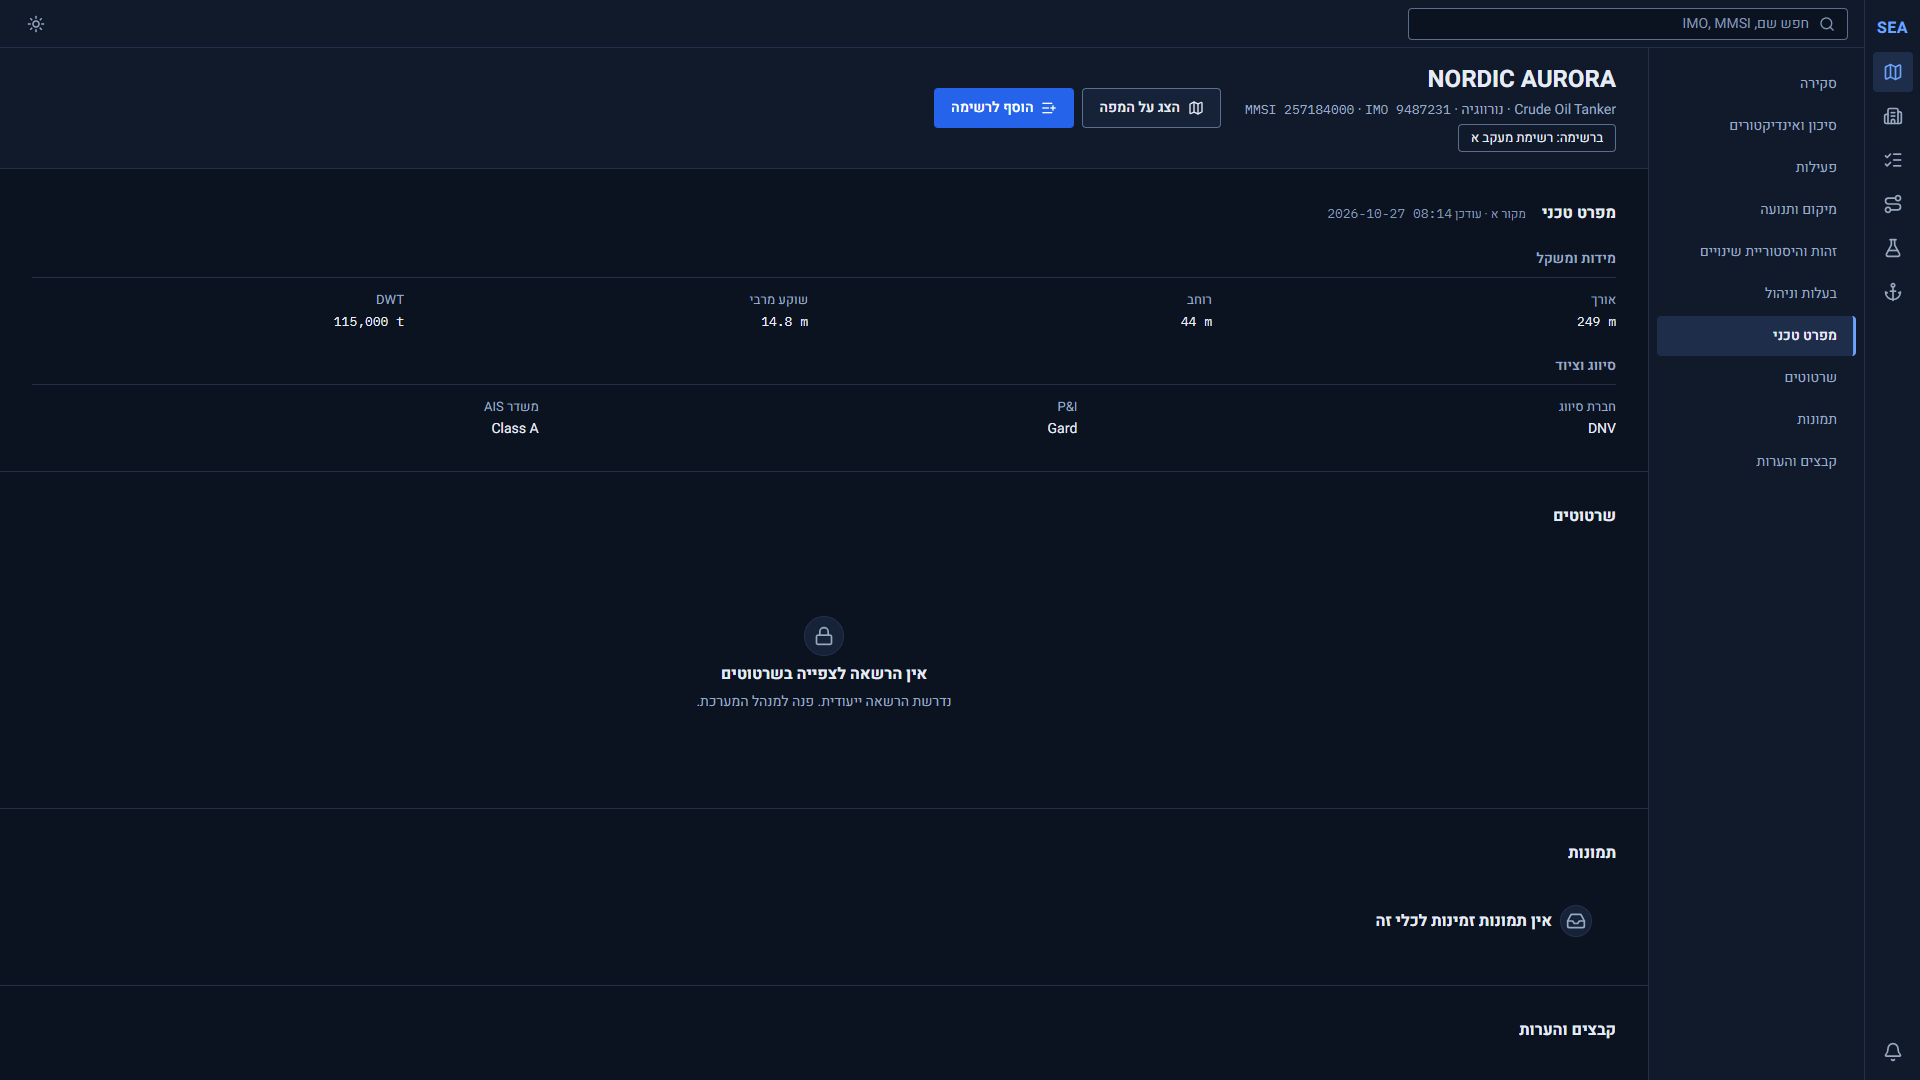 SEA
חפש שם, IMO, MMSI
סקירה
סיכון ואינדיקטורים
פעילות
מיקום ותנועה
זהות והיסטוריית שינויים
בעלות וניהול
מפרט טכני
שרטוטים
תמונות
קבצים והערות
NORDIC AURORA
Crude Oil Tanker · נורווגיה · IMO 9487231 · MMSI 257184000
ברשימה: רשימת מעקב א
הצג על המפה
הוסף לרשימה
מפרט טכני
מקור א · עודכן 2026-10-27 08:14
מידות ומשקל
אורך
249 m
רוחב
44 m
שוקע מרבי
14.8 m
DWT
115,000 t
סיווג וציוד
חברת סיווג
DNV
P&I
Gard
משדר AIS
Class A
שרטוטים
אין הרשאה לצפייה בשרטוטים
נדרשת הרשאה ייעודית. פנה למנהל המערכת.
תמונות
אין תמונות זמינות לכלי זה
קבצים והערות